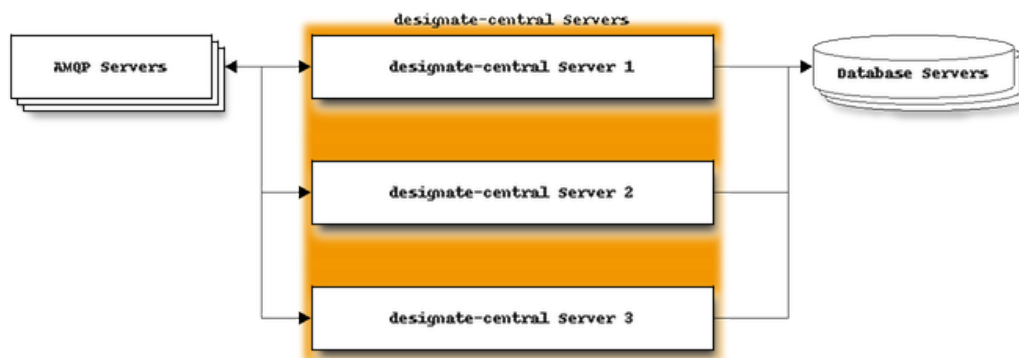 designate-central Servers
AMQP Servers
designate-central Server 1
Database Servers
designate-central Server 2
designate-central Server 3